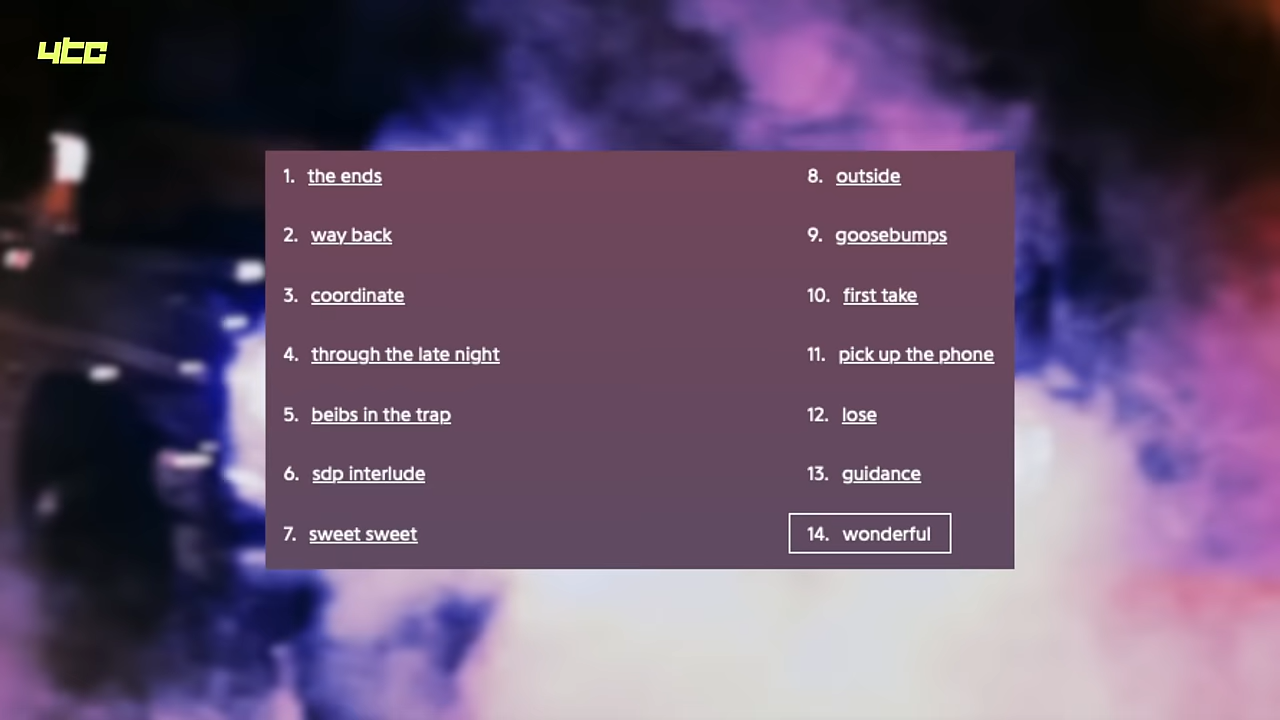 4tc
1. the ends
2. way back
3. coordinate
4. through the late night
5. beibs in the trap
6. sdp interlude
7. sweet sweet
8. outside
9. goosebumps
10. first take
11. pick up the phone
12. lose
13. guidance
14. wonderful